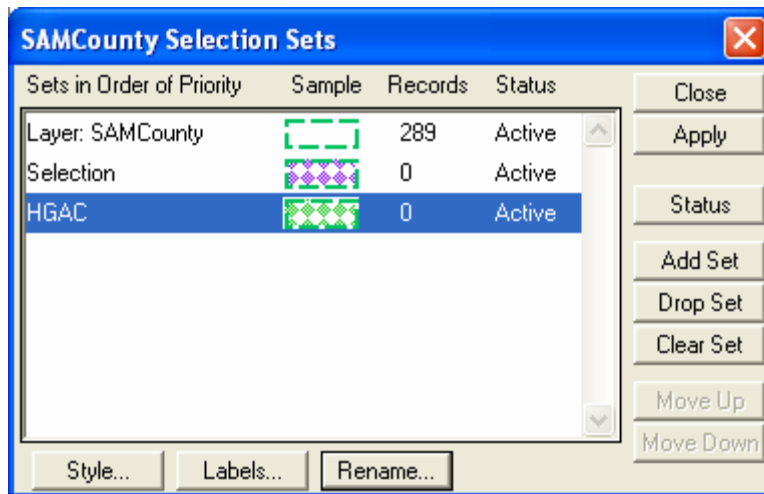 SAMCounty Selection Sets
Sets in Order of Priority Sample Records Status
Layer: SAMCounty 289 Active
Selection 0 Active
HGAC 0 Active
Close
Apply
Status
Add Set
Drop Set
Clear Set
Move Up
Move Down
Style... Labels... Rename...